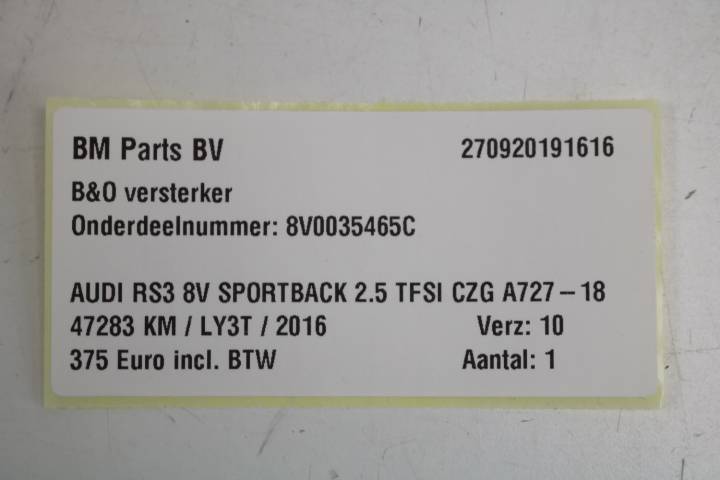 BM Parts BV 270920191616
B&O versterker
Onderdeelnummer: 8V0035465C
AUDI RS3 8V SPORTBACK 2.5 TFSI CZG A727 – 18
47283 KM / LY3T / 2016 Verz: 10
375 Euro incl. BTW Aantal: 1